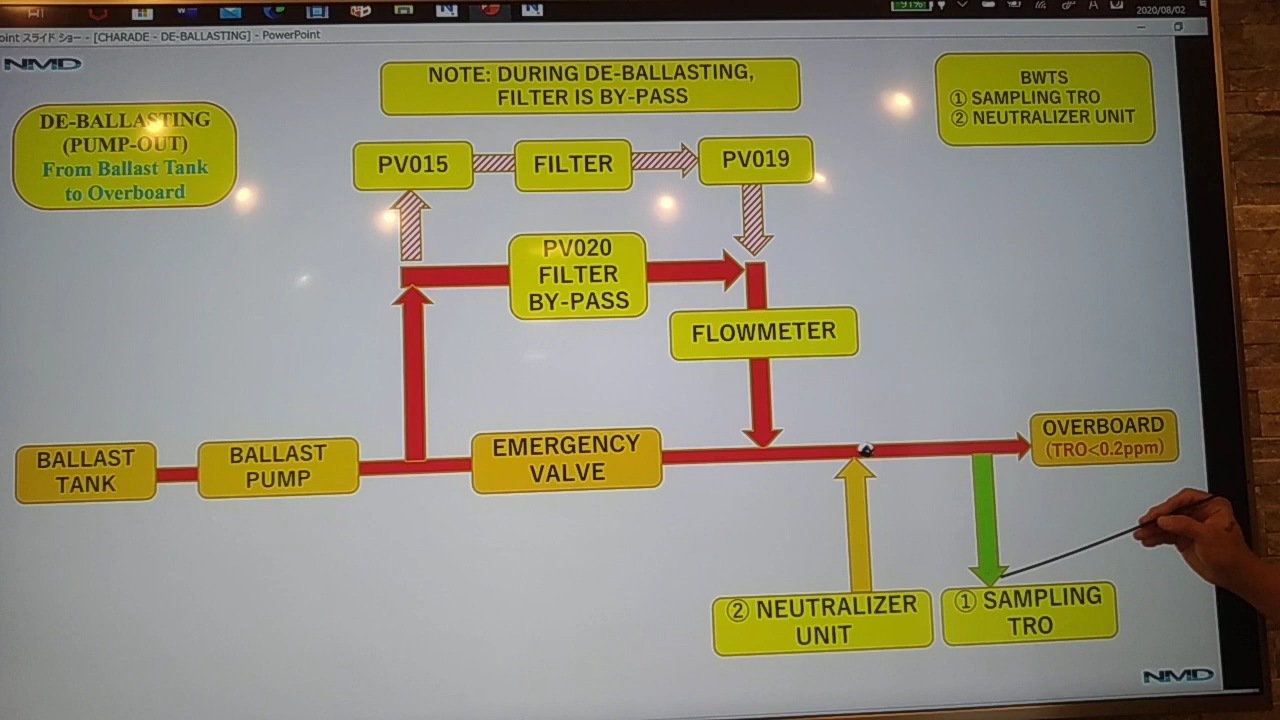 2020/08/02
スライド ショー - [CHARADE - DE-BALLASTING] - PowerPoint
NMD
NOTE: DURING DE-BALLASTING,
FILTER IS BY-PASS
BWTS
① SAMPLING TRO
② NEUTRALIZER UNIT
DE-BALLASTING
(PUMP-OUT)
From Ballast Tank
to Overboard
PV015
FILTER
PV019
PV020
FILTER
BY-PASS
FLOWMETER
BALLAST
TANK
BALLAST
PUMP
EMERGENCY
VALVE
OVERBOARD
(TRO<0.2ppm)
② NEUTRALIZER
UNIT
① SAMPLING
TRO
NMD